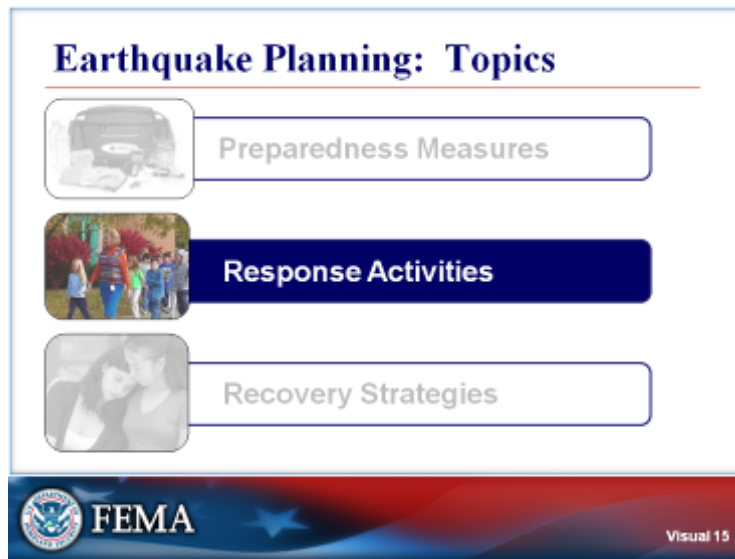 Earthquake Planning: Topics
Preparedness Measures
Response Activities
Recovery Strategies
FEMA
Visual 15